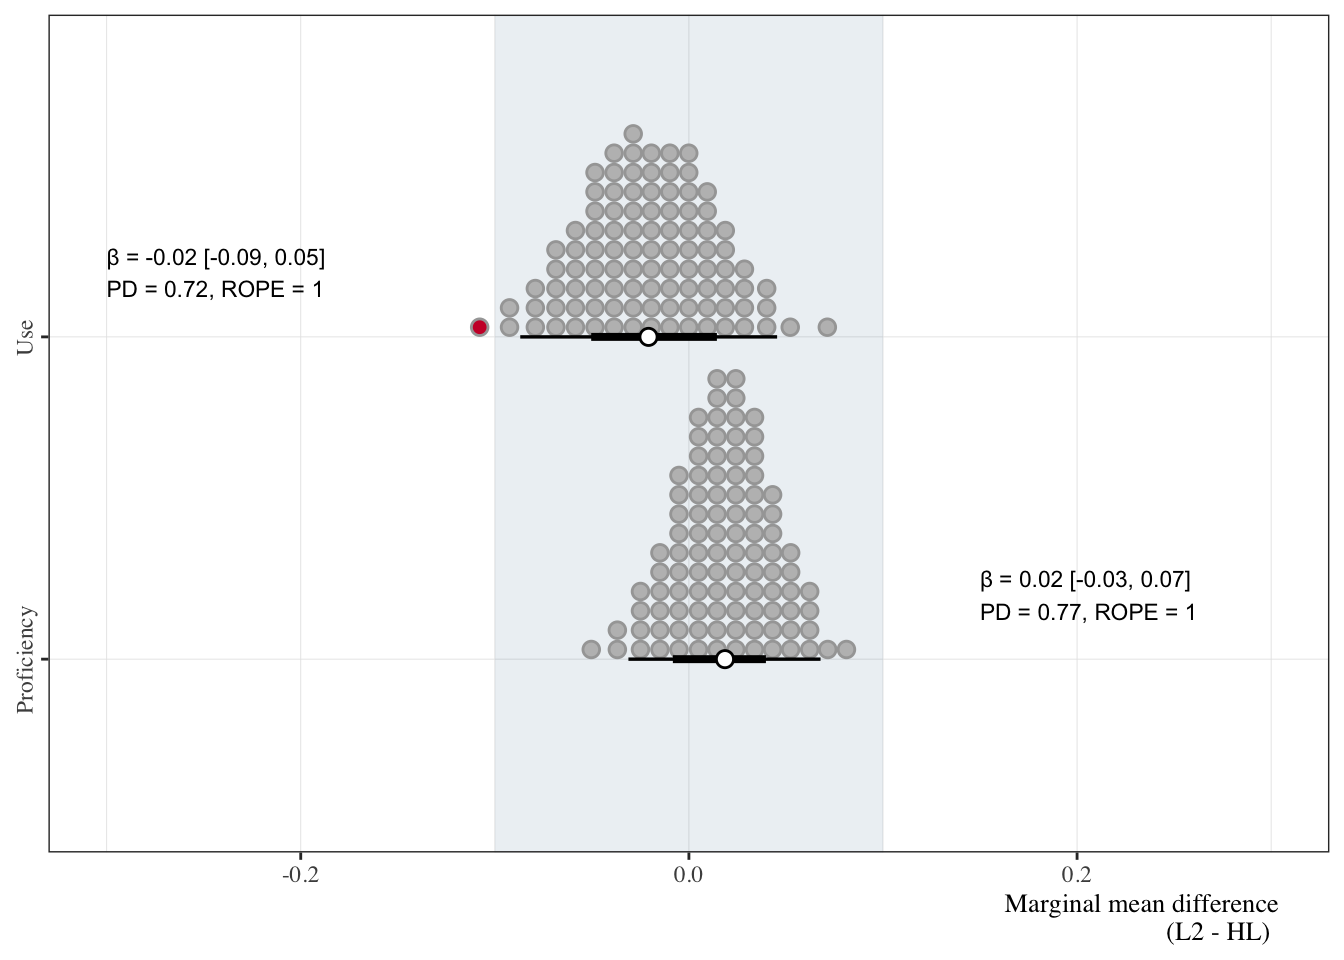 β = -0.02 [-0.09, 0.05]
PD = 0.72, ROPE = 1
Use
β = 0.02 [-0.03, 0.07]
PD = 0.77, ROPE = 1
Proficiency
-0.2
0.0
0.2
Marginal mean difference
(L2 - HL)